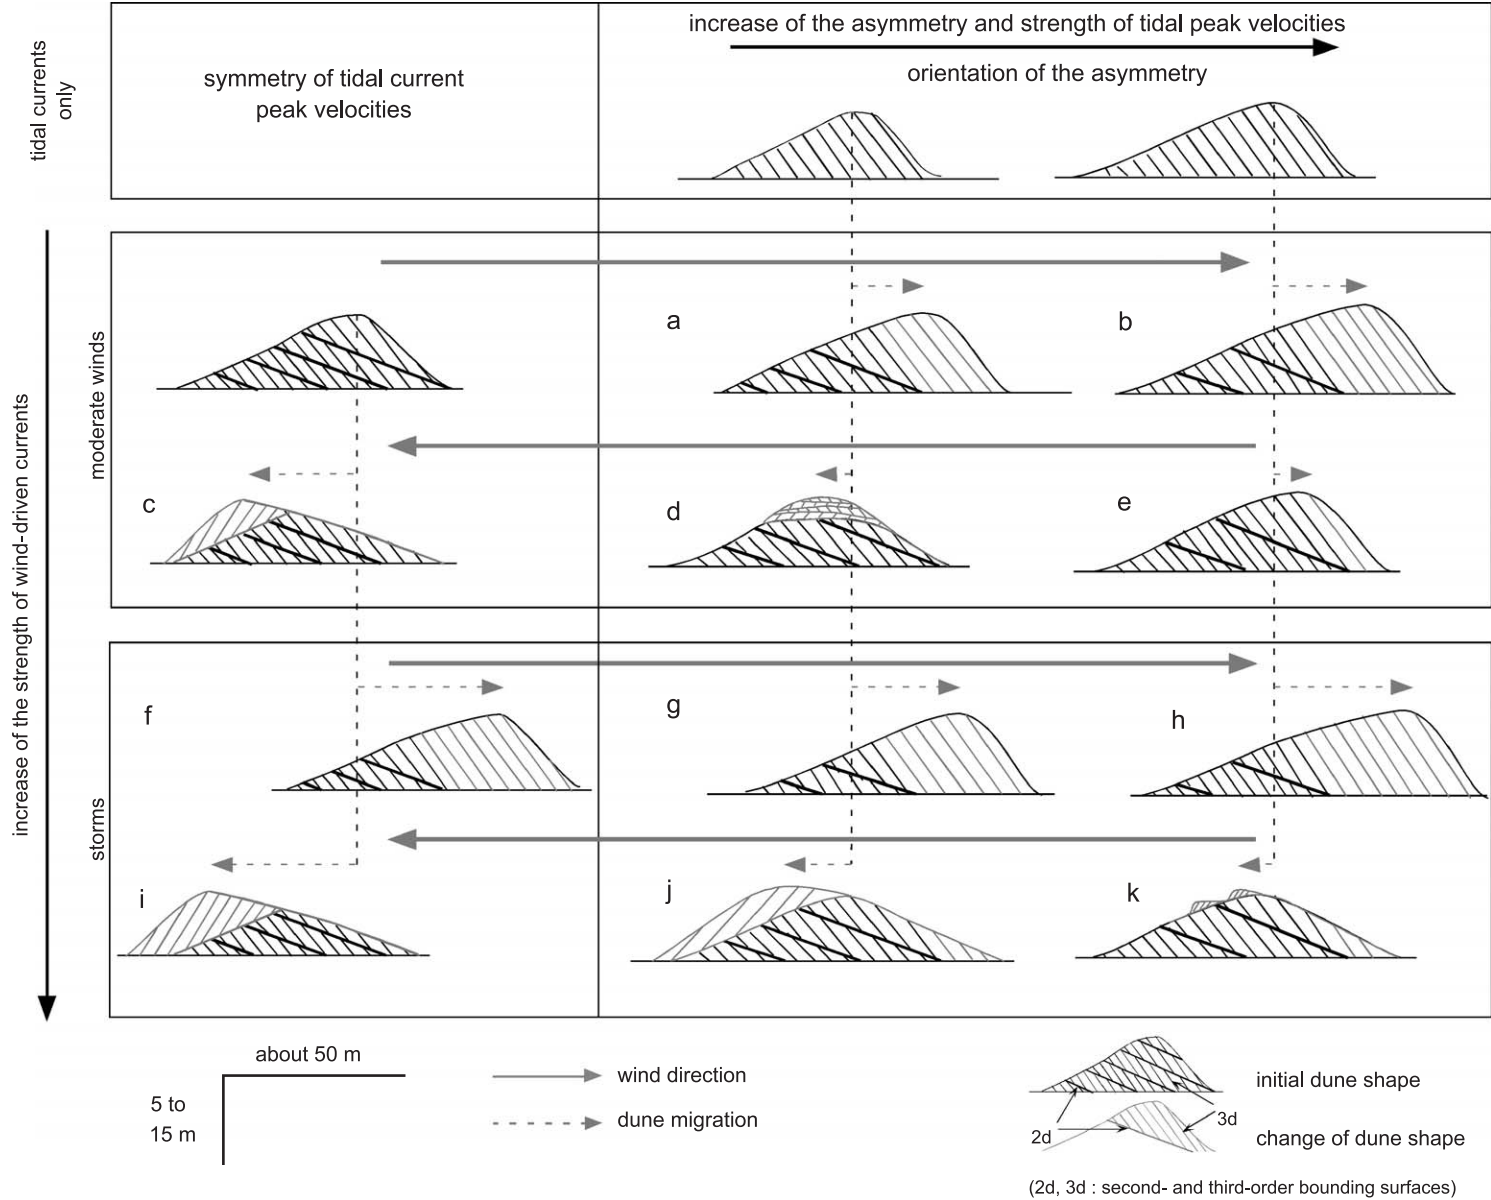 increase of the asymmetry and strength of tidal peak velocities
orientation of the asymmetry
tidal currents
only
symmetry of tidal current
peak velocities
increase of the strength of wind-driven currents
moderate winds
a
b
c
d
e
storms
f
g
h
i
j
k
about 50 m
5 to
15 m
wind direction
dune migration
initial dune shape
3d
2d
change of dune shape
(2d, 3d : second- and third-order bounding surfaces)